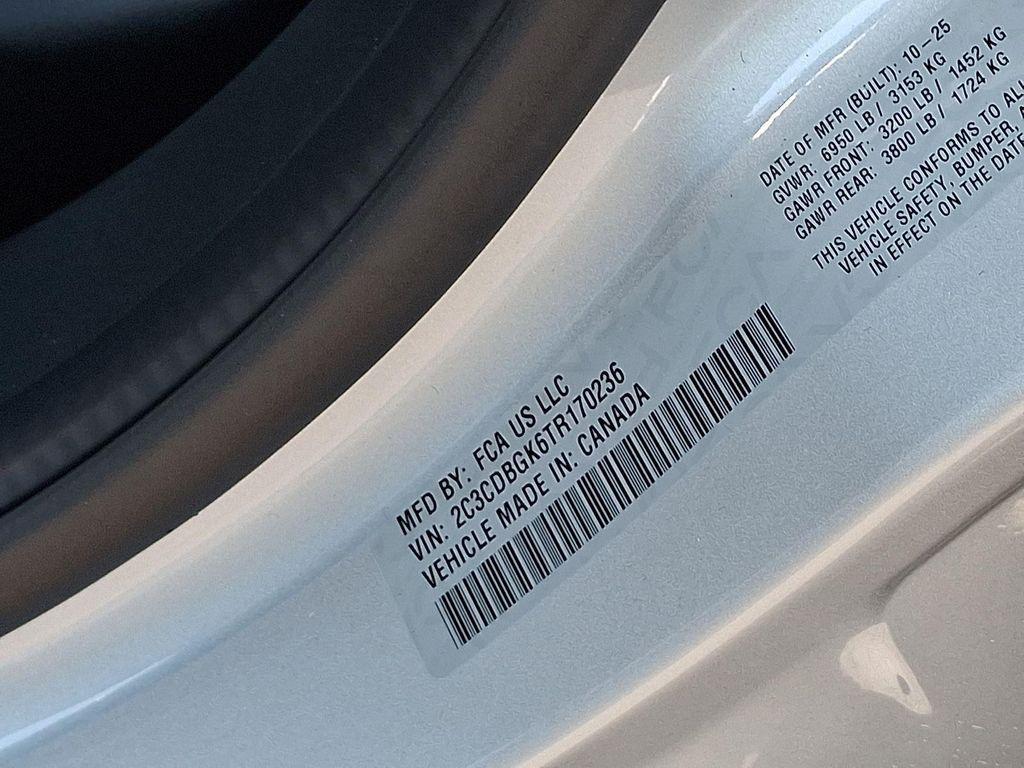 MFD BY: FCA US LLC
VIN: 2C3CDBGK6TR170236
VEHICLE MADE IN: CANADA
DATE OF MFR (BUILT): 10-25
GVWR: 6950 LB / 3153 KG
GAWR FRONT: 3200 LB / 1452 KG
GAWR REAR: 3800 LB / 1724 KG
THIS VEHICLE CONFORMS TO ALL
VEHICLE SAFETY, BUMPER,
IN EFFECT ON THE DATE